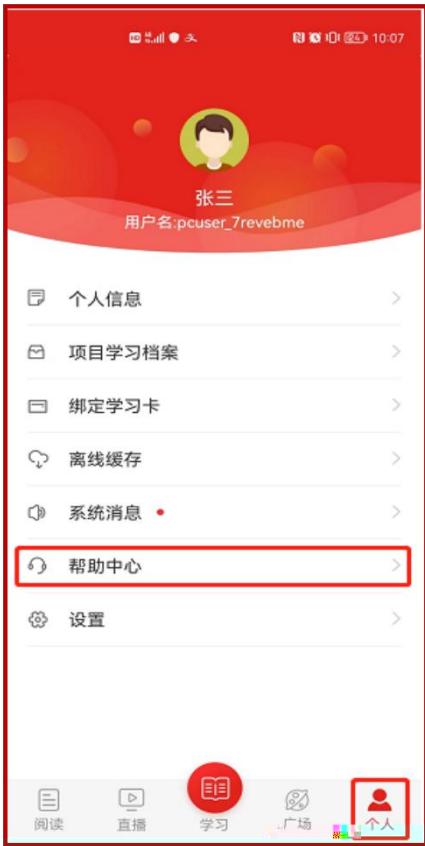 HD 10:07
张三
用户名:pcuser_7revebme
个人信息
项目学习档案
绑定学习卡
离线缓存
系统消息
帮助中心
设置
阅读 直播 学习 广场 个人